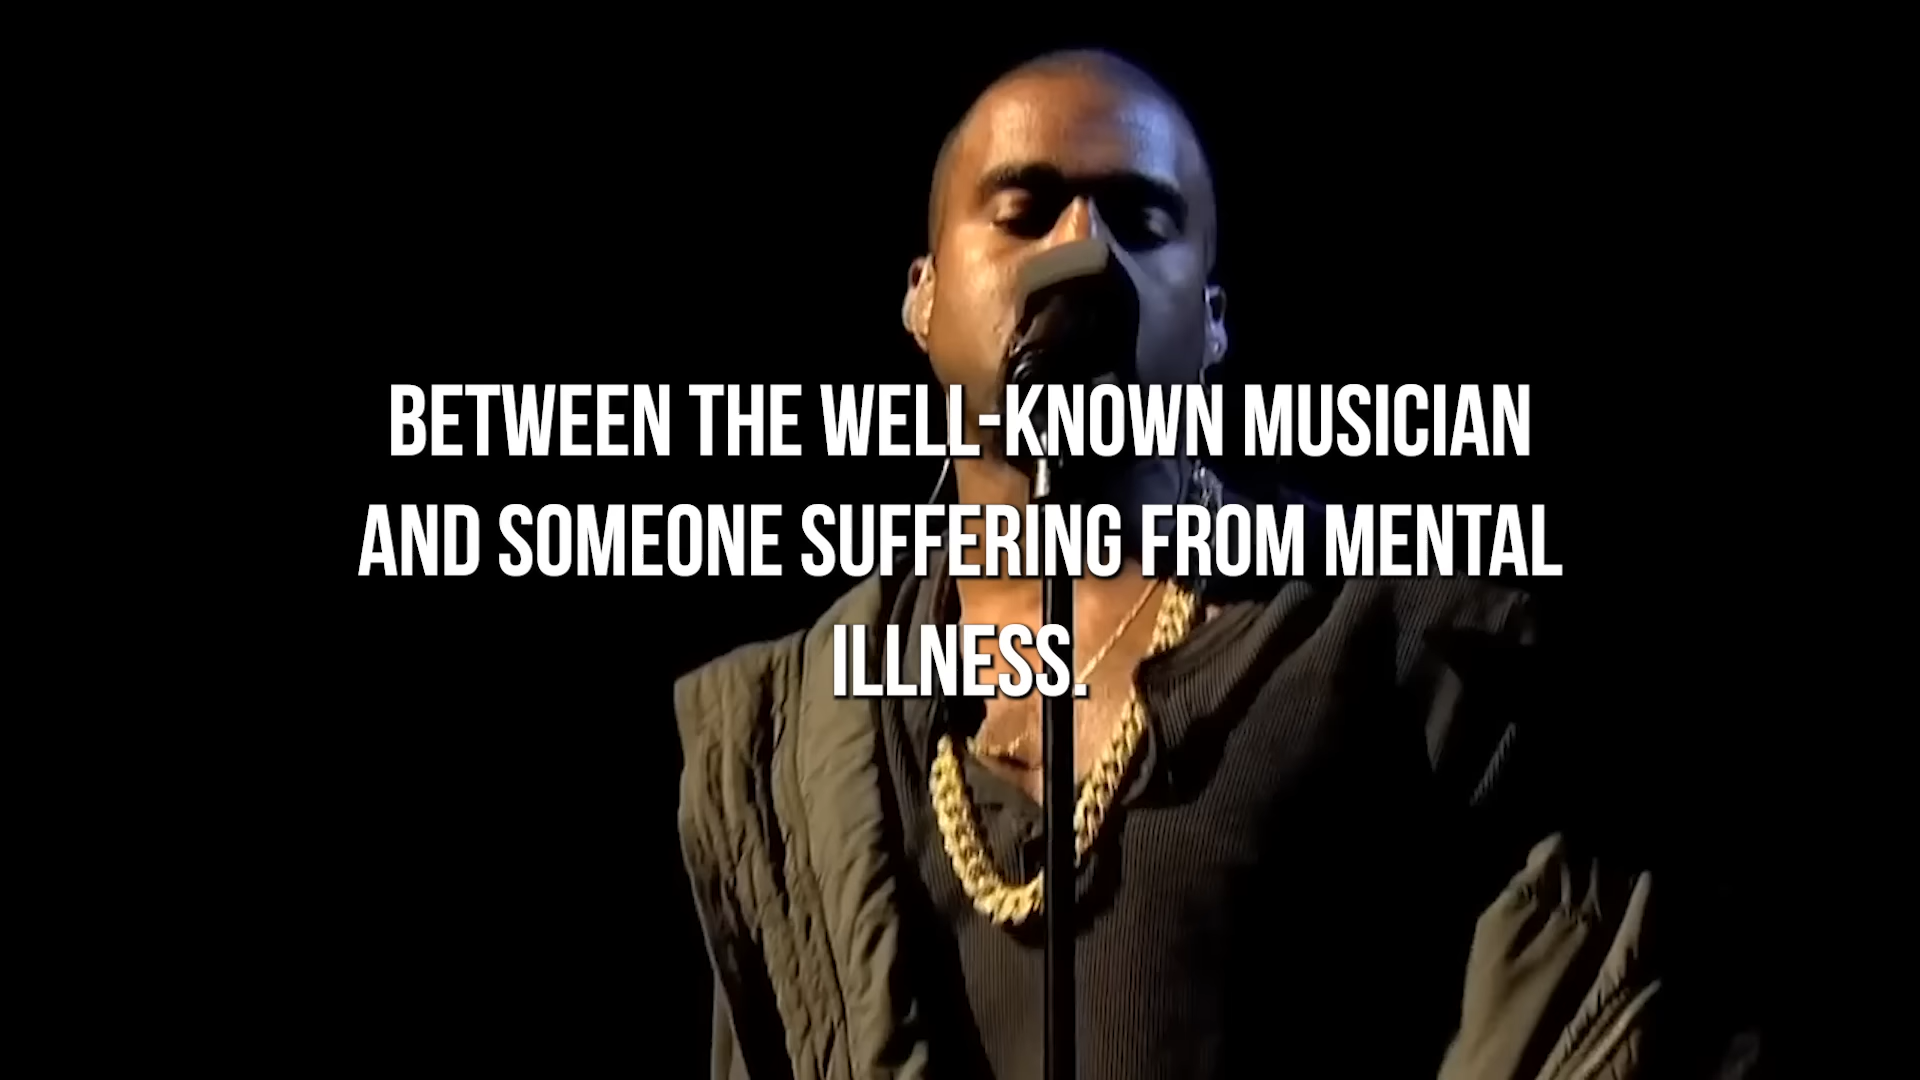 BETWEEN THE WELL-KNOWN MUSICIAN
AND SOMEONE SUFFERING FROM MENTAL
ILLNESS.